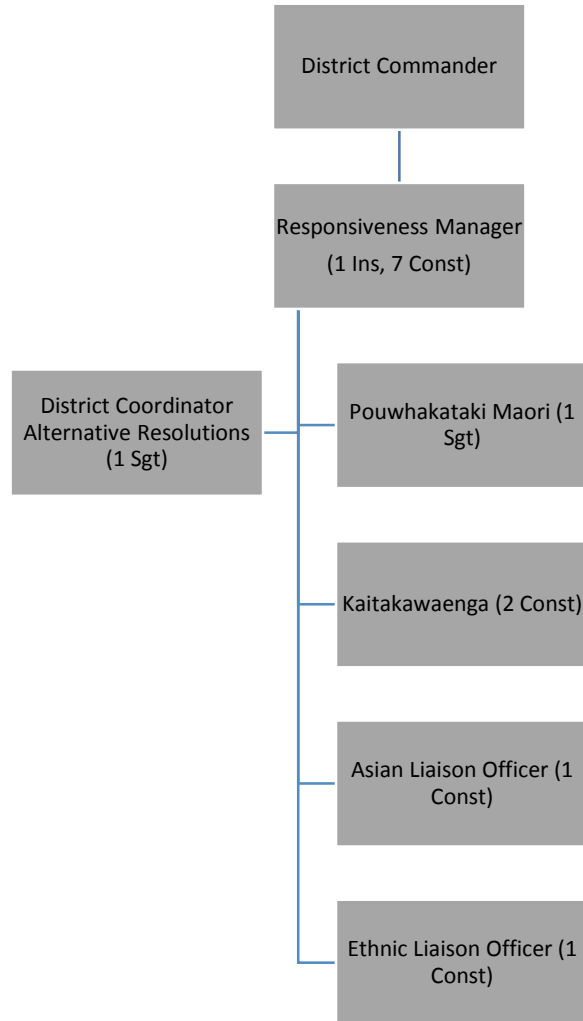 District Commander
Responsiveness Manager
(1 Ins, 7 Const)
District Coordinator
Alternative Resolutions
(1 Sgt)
Pouwhakataki Maori (1
Sgt)
Kaitakawaenga (2 Const)
Asian Liaison Officer (1
Const)
Ethnic Liaison Officer (1
Const)